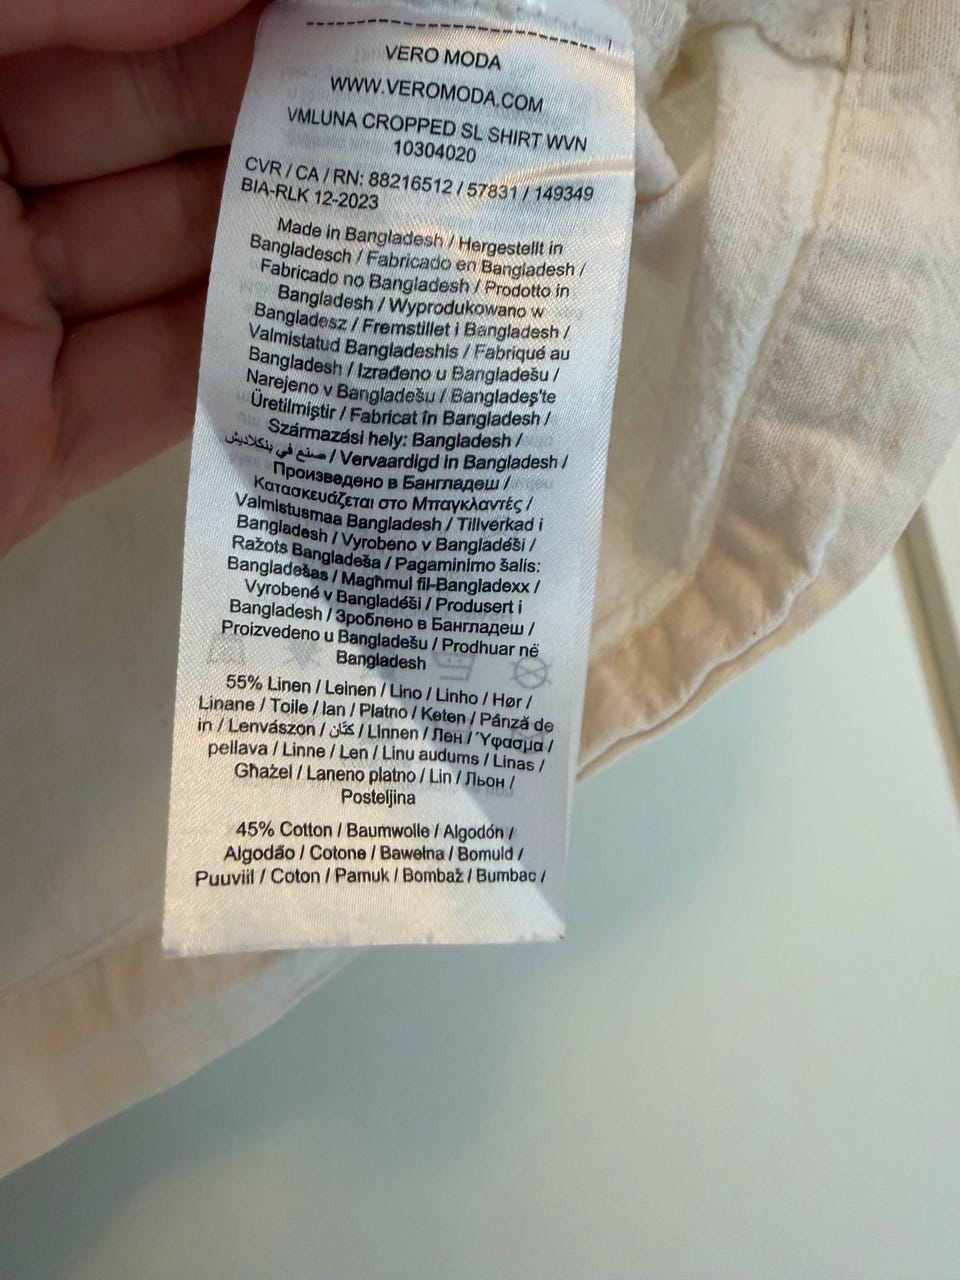 VERO MODA
WWW.VEROMODA.COM
VMLUNA CROPPED SL SHIRT WVN
10304020
CVR / CA / RN: 88216512 / 57831 / 149349
BIA-RLK 12-2023
Made in Bangladesh / Hergestellt in
Bangladesch / Fabricado en Bangladesh /
Fabricado no Bangladesh / Prodotto in
Bangladesh / Wyprodukowano w
Bangladesz / Fremstillet i Bangladesh /
Valmistatud Bangladeshis / Fabriqué au
Bangladesh / Izrađeno u Bangladešu /
Narejeno v Bangladešu / Bangladeş'te
Üretilmiştir / Fabricat în Bangladesh /
Származási hely: Bangladesh /
صنع في بنكلاديش / Vervaardigd in Bangladesh /
Произведено в Бангладеш /
Κατασκευάζεται στο Μπαγκλαντές /
Valmistusmaa Bangladesh / Tillverkad i
Bangladesh / Vyrobeno v Bangladéši /
Ražots Bangladeša / Pagaminimo šalis:
Bangladešas / Magħmul fil-Bangladexx /
Vyrobené v Bangladéši / Produsert i
Bangladesh / Зроблено в Бангладеш /
Proizvedeno u Bangladešu / Prodhuar në
Bangladesh
55% Linen / Leinen / Lino / Linho / Hør /
Linane / Toile / lan / Platno / Keten / Pânză de
in / Lenvászon / كتّان / Linnen / Лен / Ύφασμα /
pellava / Linne / Len / Linu audums / Linas /
Għażel / Laneno platno / Lin / Льон /
Posteljina
45% Cotton / Baumwolle / Algodón /
Algodão / Cotone / Bawełna / Bomuld /
Puuviil / Coton / Pamuk / Bombaž / Bumbac /